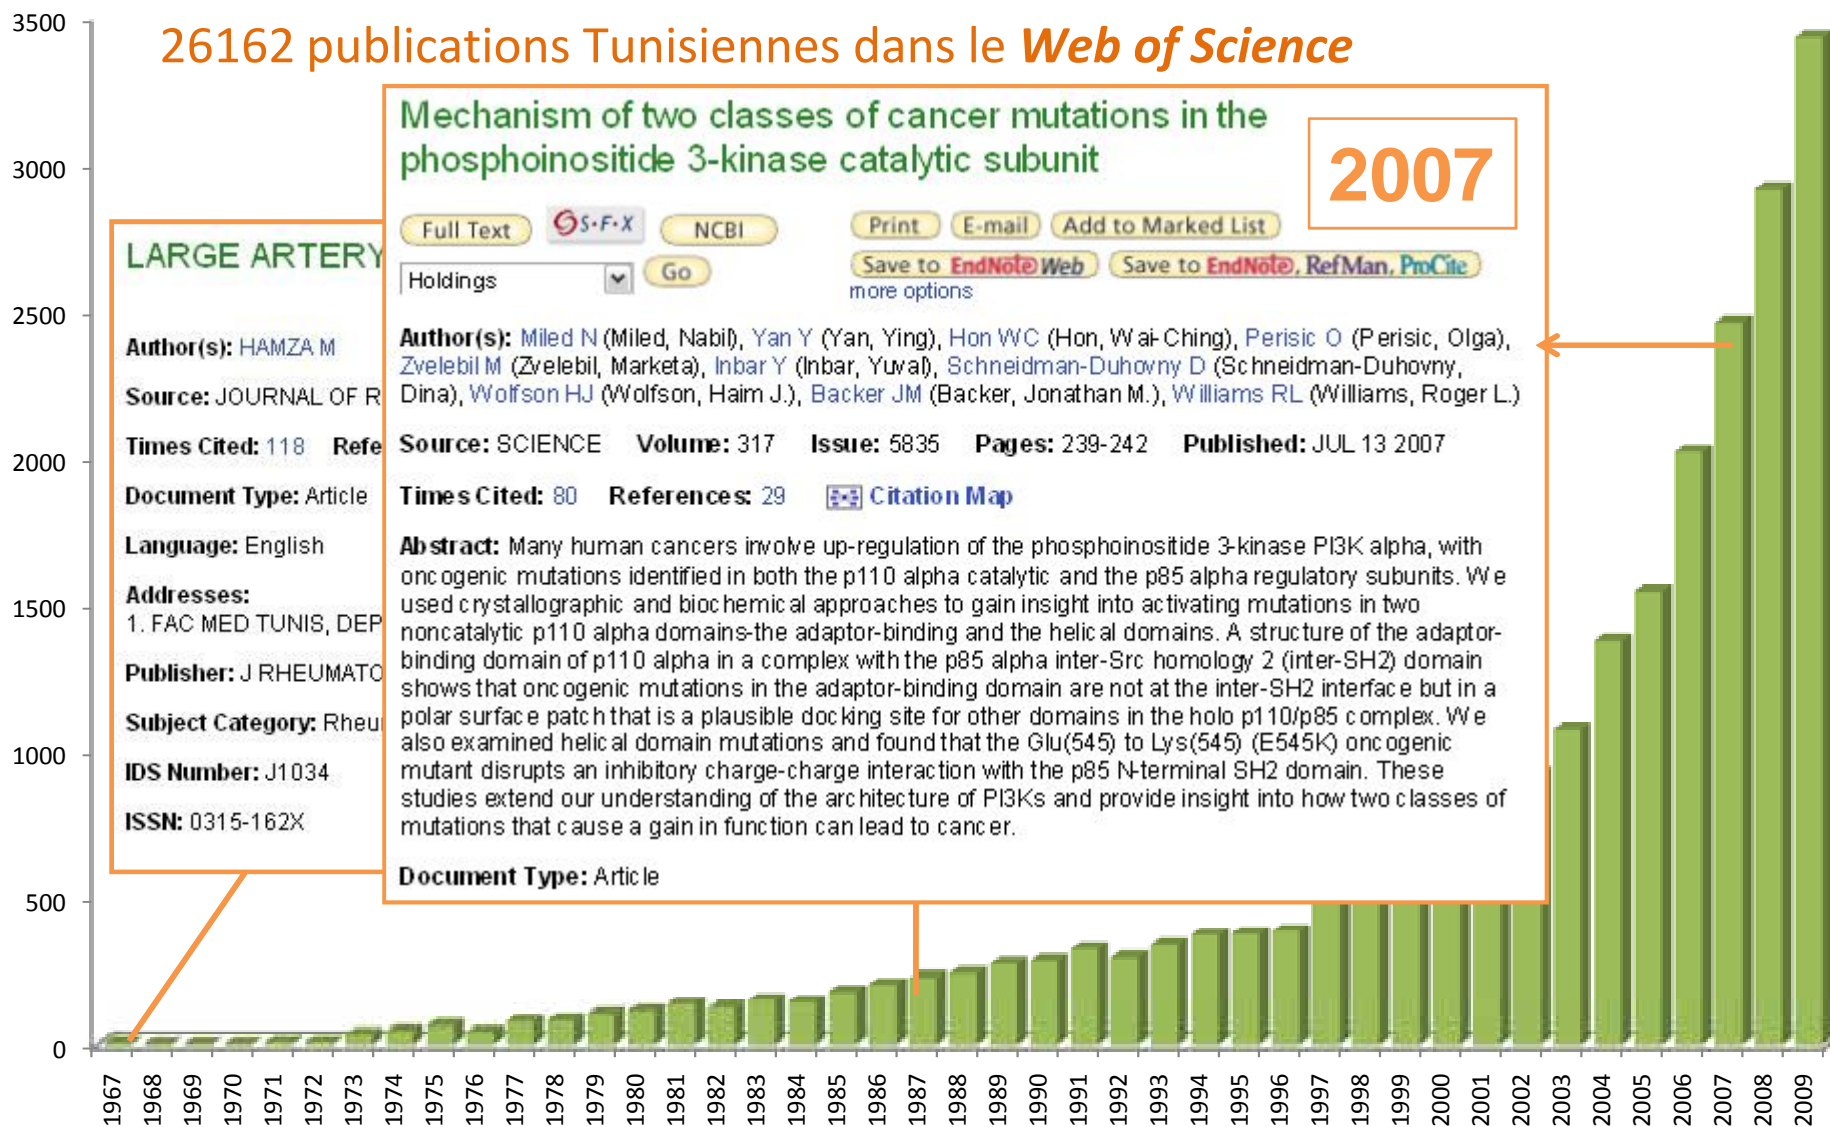 26162 publications Tunisiennes dans le Web of Science
3500
3000
2500
2000
1500
1000
500
0
LARGE ARTERY
Author(s): HAMZA M
Source: JOURNAL OF R
Times Cited: 118 Refe
Document Type: Article
Language: English
Addresses:
1. FAC MED TUNIS, DEP
Publisher: J RHEUMATO
Subject Category: Rheu
IDS Number: J1034
ISSN: 0315-162X
Mechanism of two classes of cancer mutations in the
phosphoinositide 3-kinase catalytic subunit
2007
Full Text S·F·X NCBI Print E-mail Add to Marked List
Holdings Go Save to EndNote Web Save to EndNote, RefMan, ProCite
more options
Author(s): Miled N (Miled, Nabil), Yan Y (Yan, Ying), Hon WC (Hon, Wai-Ching), Perisic O (Perisic, Olga),
Zvelebil M (Zvelebil, Marketa), Inbar Y (Inbar, Yuval), Schneidman-Duhovny D (Schneidman-Duhovny,
Dina), Wolfson HJ (Wolfson, Haim J.), Backer JM (Backer, Jonathan M.), Williams RL (Williams, Roger L.)
Source: SCIENCE Volume: 317 Issue: 5835 Pages: 239-242 Published: JUL 13 2007
Times Cited: 80 References: 29 Citation Map
Abstract: Many human cancers involve up-regulation of the phosphoinositide 3-kinase PI3K alpha, with
oncogenic mutations identified in both the p110 alpha catalytic and the p85 alpha regulatory subunits. We
used crystallographic and biochemical approaches to gain insight into activating mutations in two
noncatalytic p110 alpha domains-the adaptor-binding and the helical domains. A structure of the adaptor-
binding domain of p110 alpha in a complex with the p85 alpha inter-Src homology 2 (inter-SH2) domain
shows that oncogenic mutations in the adaptor-binding domain are not at the inter-SH2 interface but in a
polar surface patch that is a plausible docking site for other domains in the holo p110/p85 complex. We
also examined helical domain mutations and found that the Glu(545) to Lys(545) (E545K) oncogenic
mutant disrupts an inhibitory charge-charge interaction with the p85 N-terminal SH2 domain. These
studies extend our understanding of the architecture of PI3Ks and provide insight into how two classes of
mutations that cause a gain in function can lead to cancer.
Document Type: Article
1967
1968
1969
1970
1971
1972
1973
1974
1975
1976
1977
1978
1979
1980
1981
1982
1983
1984
1985
1986
1987
1988
1989
1990
1991
1992
1993
1994
1995
1996
1997
1998
1999
2000
2001
2002
2003
2004
2005
2006
2007
2008
2009